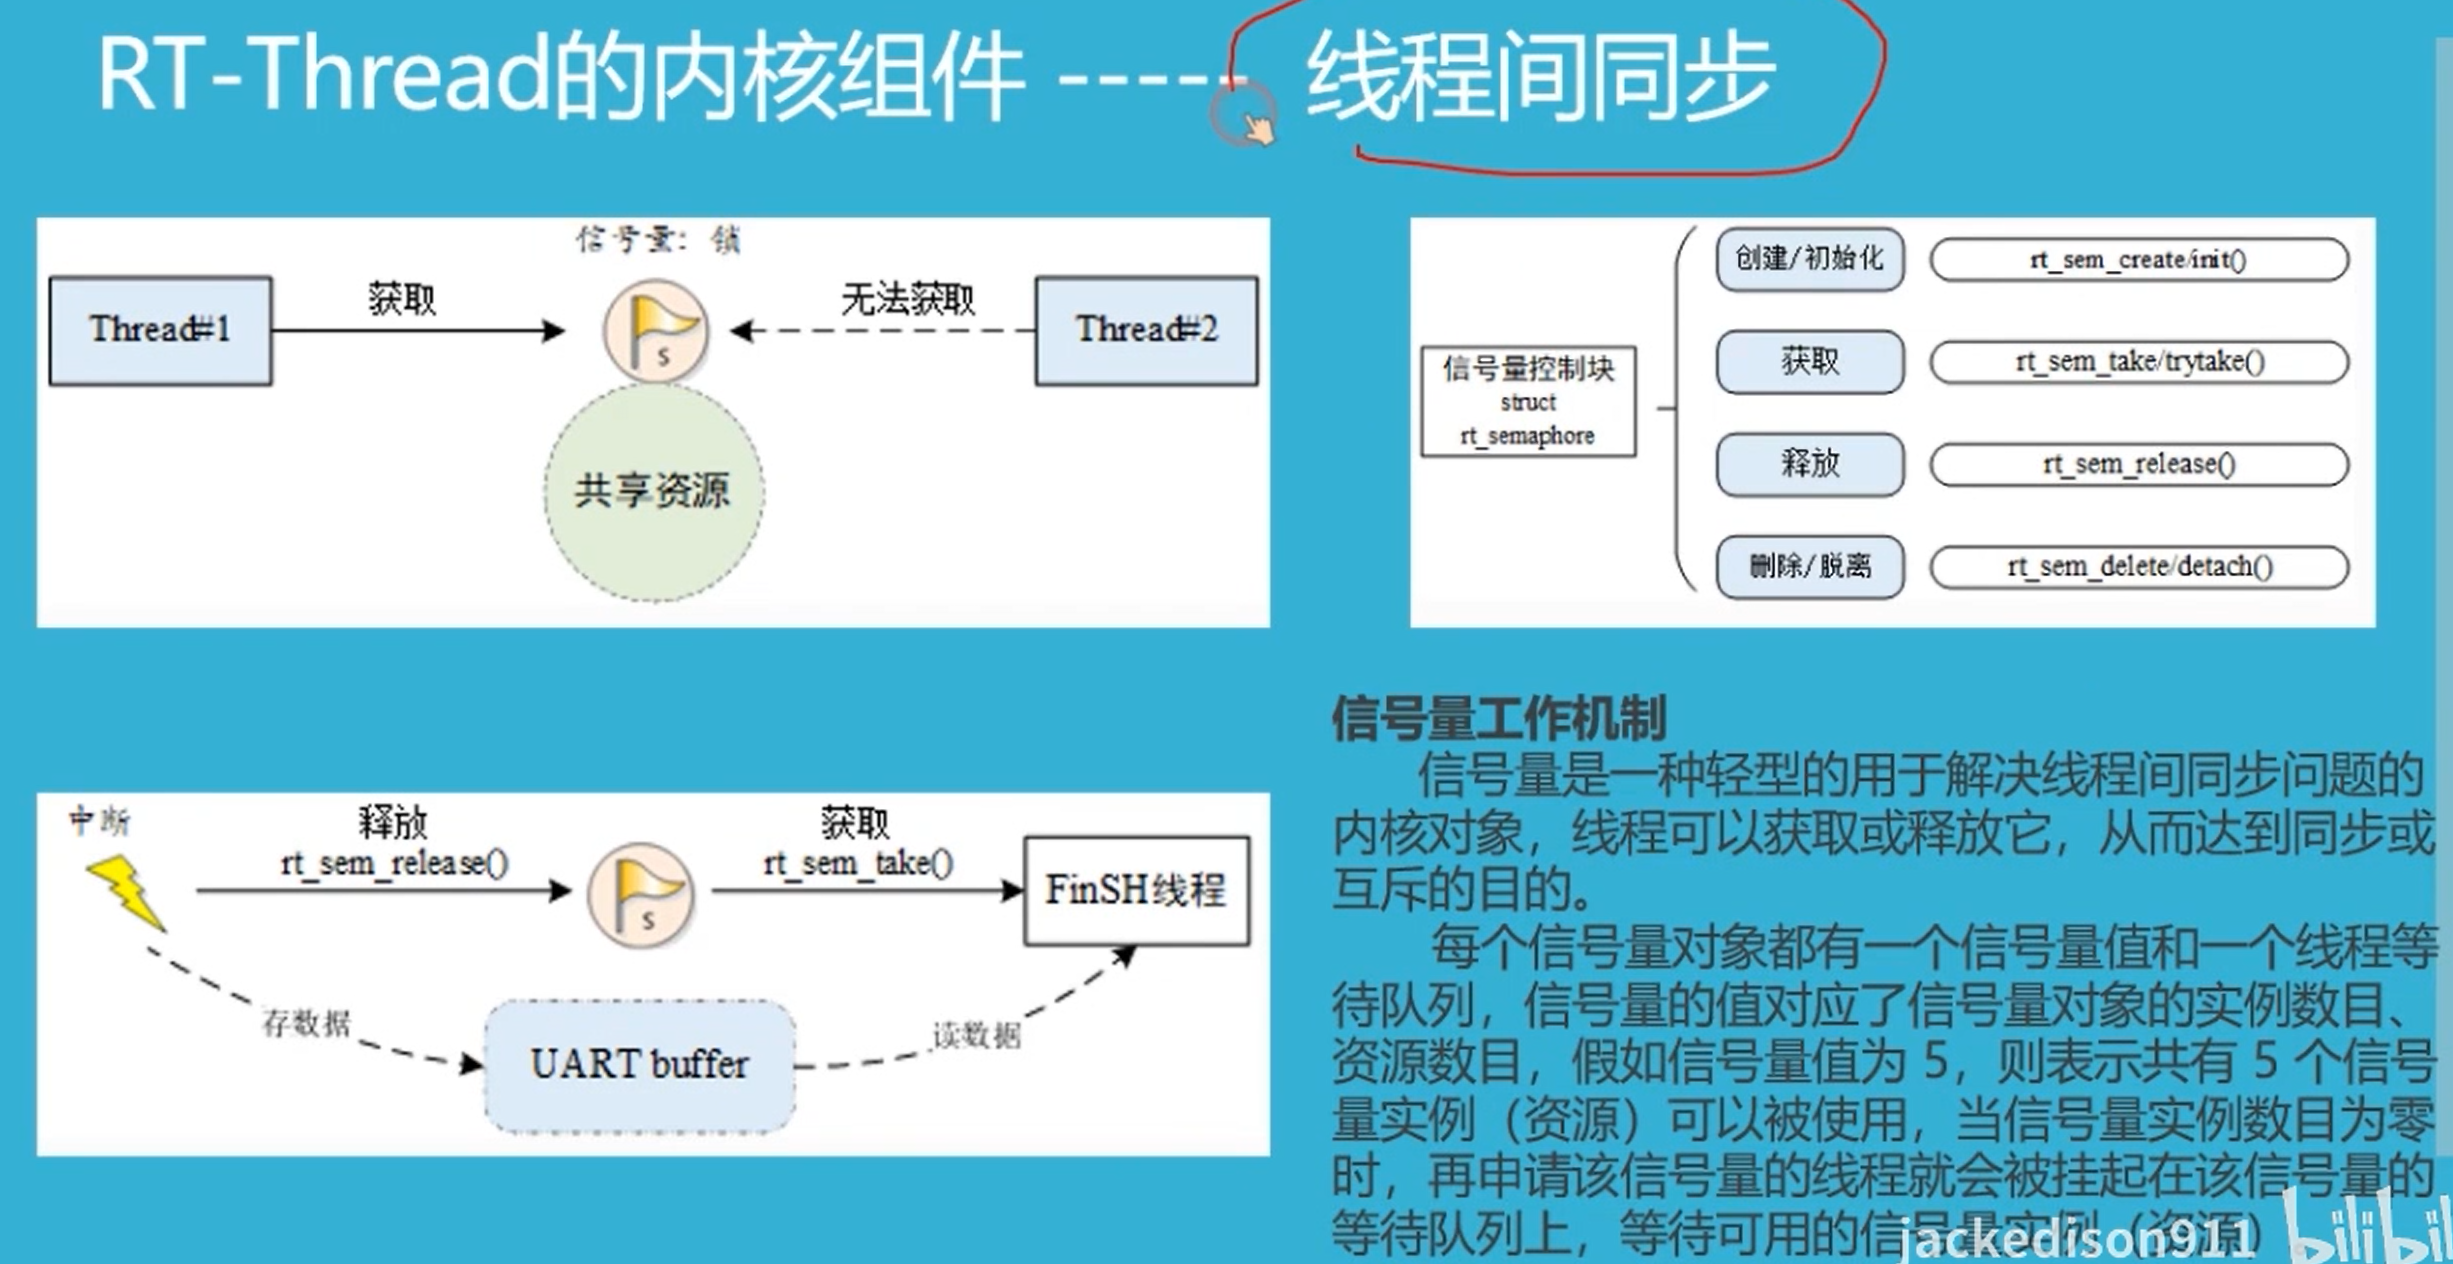 RT-Thread的内核组件 ----- 线程间同步
信号量：锁
Thread#1
获取
无法获取
Thread#2
共享资源
信号量控制块
struct
rt_semaphore
创建/初始化
rt_sem_create/init()
获取
rt_sem_take/trytake()
释放
rt_sem_release()
删除/脱离
rt_sem_delete/detach()
中断
释放
rt_sem_release()
获取
rt_sem_take()
FinSH线程
存数据
UART buffer
读数据
信号量工作机制
信号量是一种轻型的用于解决线程间同步问题的
内核对象，线程可以获取或释放它，从而达到同步或
互斥的目的。
每个信号量对象都有一个信号量值和一个线程等
待队列，信号量的值对应了信号量对象的实例数目、
资源数目，假如信号量值为 5，则表示共有 5 个信号
量实例（资源）可以被使用，当信号量实例数目为零
时，再申请该信号量的线程就会被挂起在该信号量的
等待队列上，等待可用的信号量实例（资源）
jackedison911
bilibili